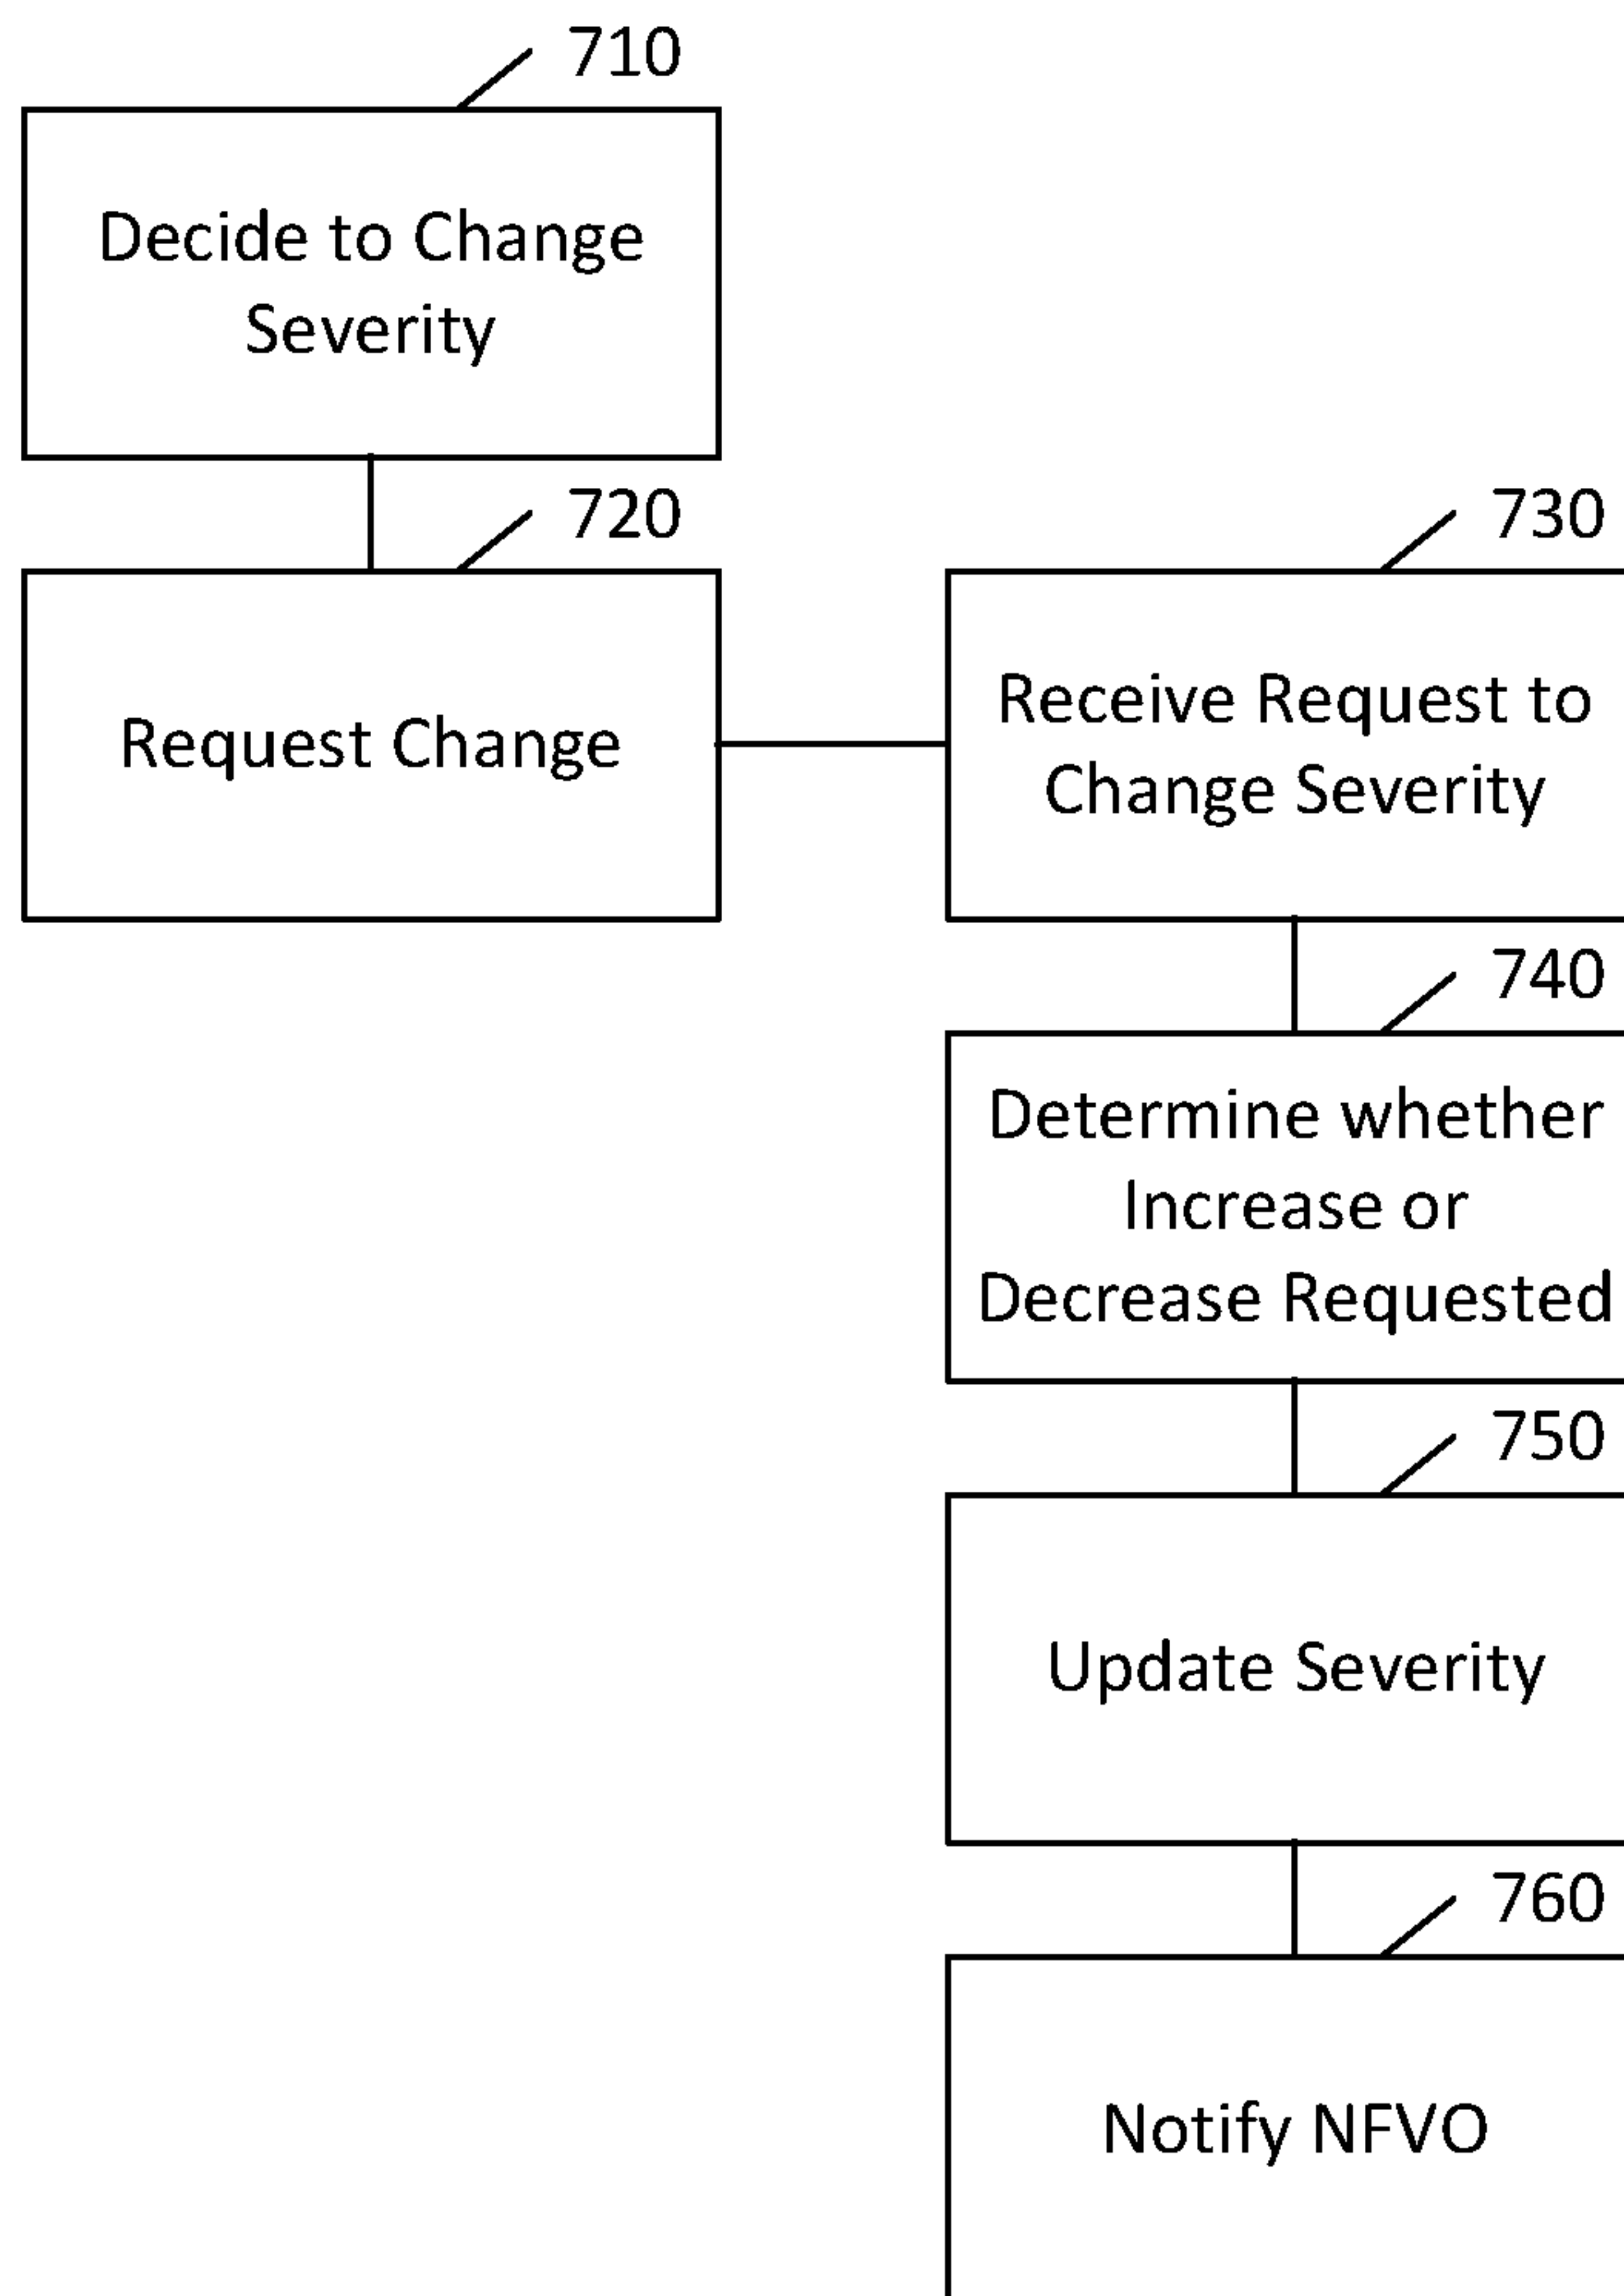 710
Decide to Change
Severity
720
Request Change
730
Receive Request to
Change Severity
740
Determine whether
Increase or
Decrease Requested
750
Update Severity
760
Notify NFVO